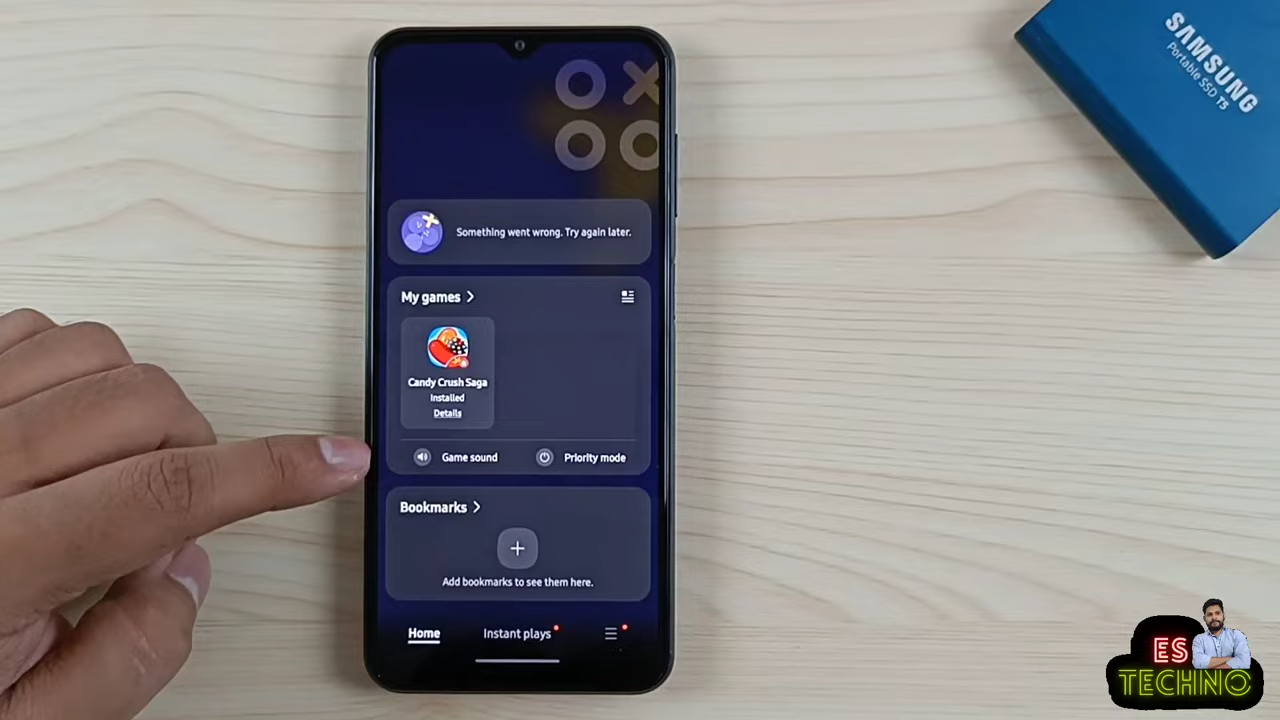 SAMSUNG
Portable SSD T5
Something went wrong. Try again later.
My games
Candy Crush Saga
Installed
Details
Game sound
Priority mode
Bookmarks
Add bookmarks to see them here.
Home
Instant plays
ES
TECHNO